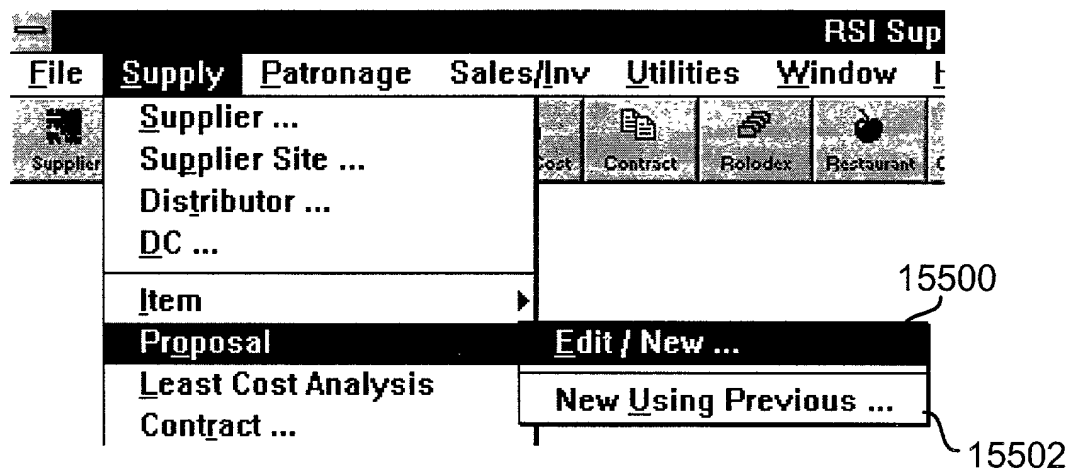 RSI Sup
File Supply Patronage Sales/Inv Utilities Window H
Supplier Cost Contract Rolodex Restaurant
Supplier ...
Supplier Site ...
Distributor ...
DC ...
Item
Proposal
Least Cost Analysis
Contract ...
15500
Edit / New ...
New Using Previous ...
15502